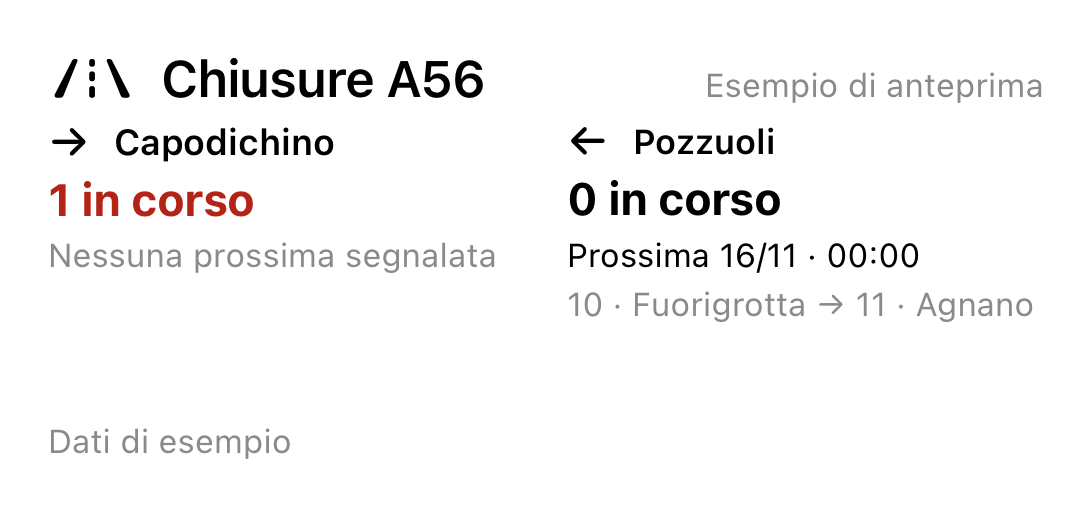 Chiusure A56
Esempio di anteprima
→ Capodichino
1 in corso
Nessuna prossima segnalata
← Pozzuoli
0 in corso
Prossima 16/11 · 00:00
10 · Fuorigrotta → 11 · Agnano
Dati di esempio